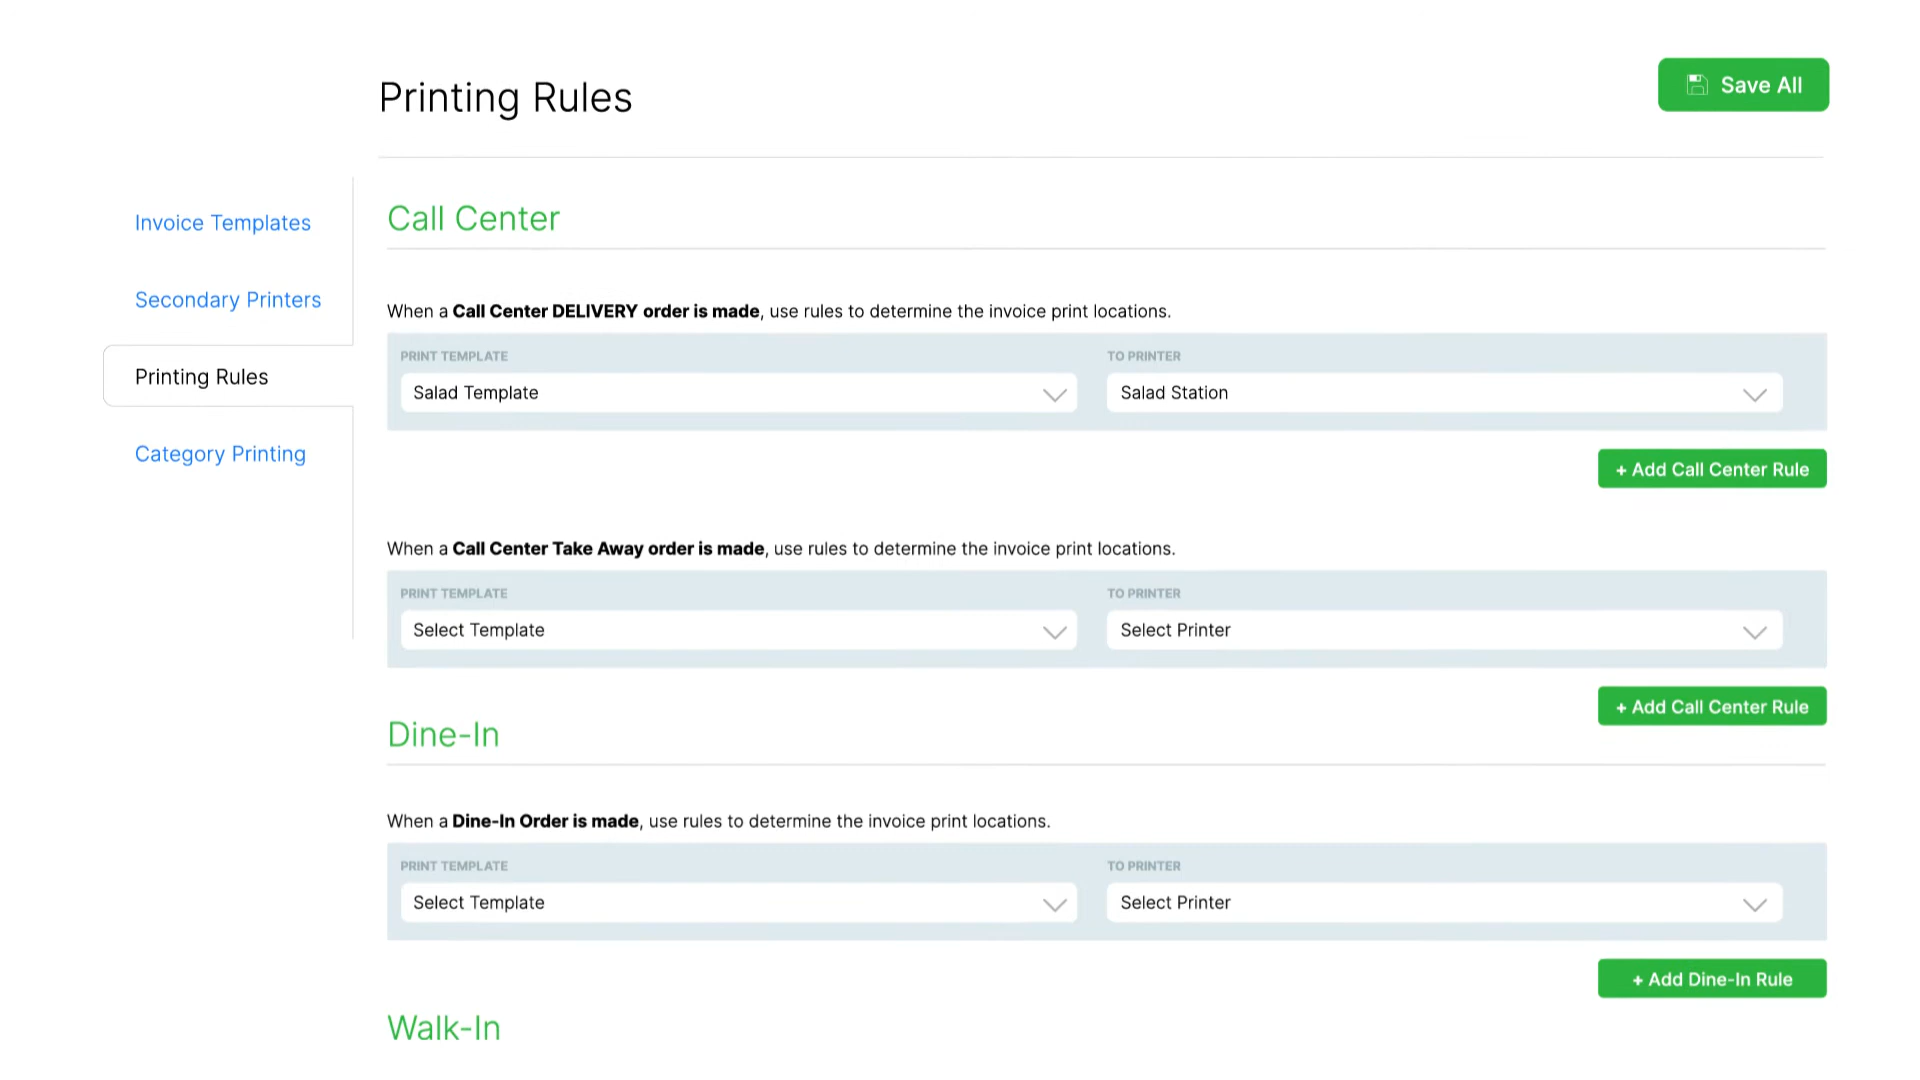 Printing Rules
Save All
Invoice Templates
Secondary Printers
Printing Rules
Category Printing
Call Center
When a Call Center DELIVERY order is made, use rules to determine the invoice print locations.
PRINT TEMPLATE
TO PRINTER
Salad Template
Salad Station
+ Add Call Center Rule
When a Call Center Take Away order is made, use rules to determine the invoice print locations.
PRINT TEMPLATE
TO PRINTER
Select Template
Select Printer
+ Add Call Center Rule
Dine-In
When a Dine-In Order is made, use rules to determine the invoice print locations.
PRINT TEMPLATE
TO PRINTER
Select Template
Select Printer
+ Add Dine-In Rule
Walk-In